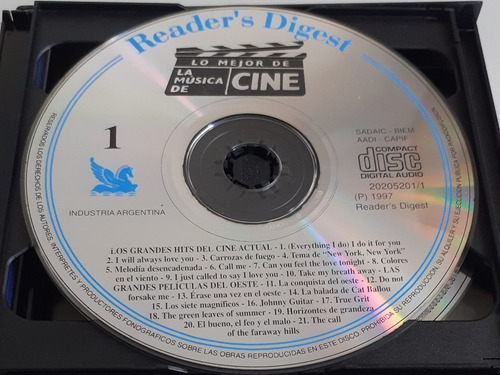 Reader's Digest
LO MEJOR DE
LA MÚSICA DE CINE
1
INDUSTRIA ARGENTINA
SADAIC - BIEM
AADI - CAPIF
COMPACT
disc
DIGITAL AUDIO
20205201/1
(P) 1997
Reader's Digest
LOS GRANDES HITS DEL CINE ACTUAL - 1. (Everything I do) I do it for you
2. I will always love you - 3. Carrozas de fuego - 4. Tema de "New York, New York"
5. Melodía desencadenada - 6. Call me - 7. Can you feel the love tonight - 8. Colores
en el viento - 9. I just called to say I love you - 10. Take my breath away - LAS
GRANDES PELÍCULAS DEL OESTE - 11. La conquista del oeste - 12. Do not
forsake me - 13. Érase una vez en el oeste - 14. La balada de Cat Ballou
15. Los siete magníficos - 16. Johnny Guitar - 17. True Grit
18. The green leaves of summer - 19. Horizontes de grandeza
20. El bueno, el feo y el malo - 21. The call
of the faraway hills
RESERVADOS LOS DERECHOS DE LOS AUTORES, INTERPRETES Y PRODUCTORES FONOGRAFICOS SOBRE LAS OBRAS REPRODUCIDAS EN ESTE DISCO. PROHIBIDA SU REPRODUCCION, SU ALQUILER Y SU EJECUCION PUBLICA POR RADIODIFUSION